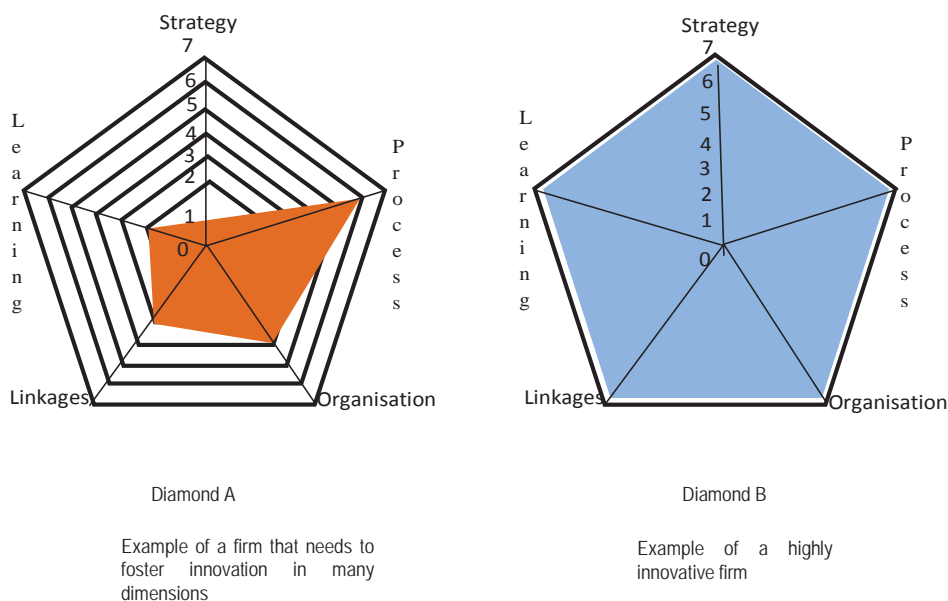 Strategy
7
6
5
4
3
2
1
0
L
e
a
r
n
i
n
g
P
r
o
c
e
s
s
Linkages
Organisation
Diamond A
Example of a firm that needs to
foster innovation in many
dimensions
Strategy
7
6
5
4
3
2
1
0
L
e
a
r
n
i
n
g
P
r
o
c
e
s
s
Linkages
Organisation
Diamond B
Example of a highly
innovative firm